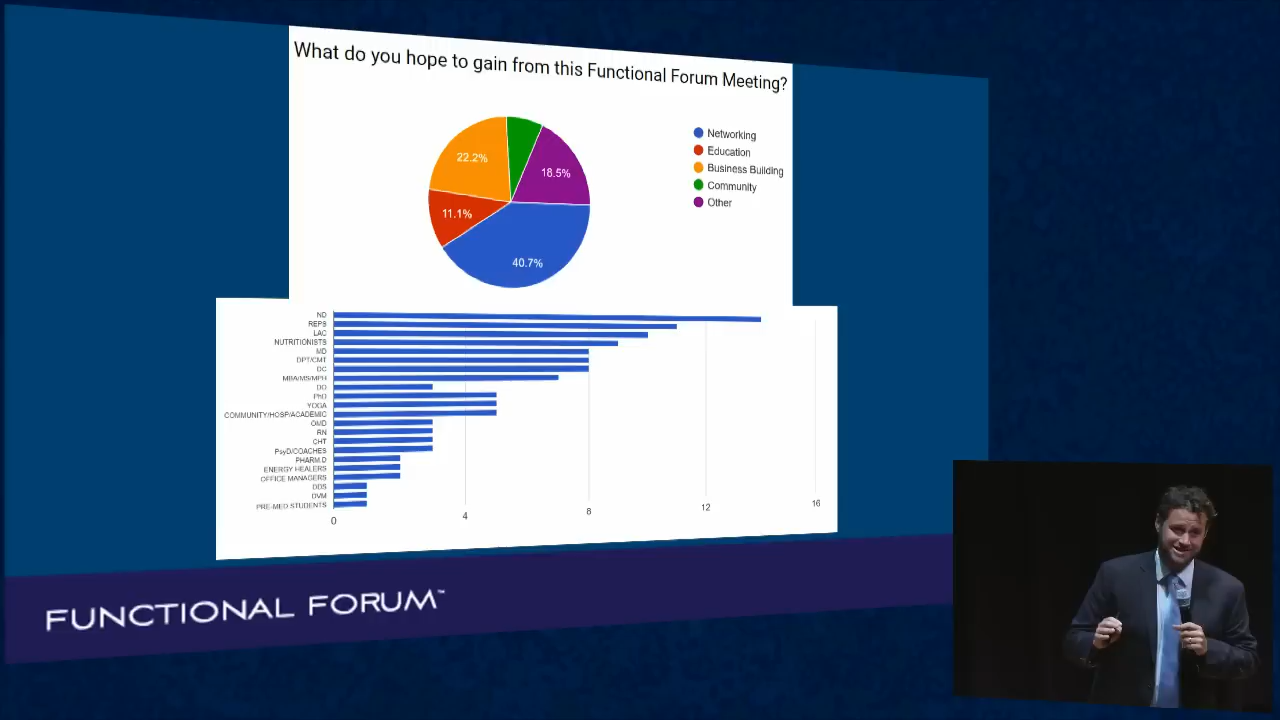 What do you hope to gain from this Functional Forum Meeting?
22.2%
18.5%
11.1%
40.7%
Networking
Education
Business Building
Community
Other
ND
REPS
LAC
NUTRITIONISTS
MD
DPT/CMT
DC
MBA/MS/MPH
DO
PhD
YOGA
COMMUNITY/HOSP/ACADEMIC
OMD
RN
CHT
PsyD/COACHES
PHARM.D
ENERGY HEALERS
OFFICE MANAGERS
DDS
DVM
PRE-MED STUDENTS
0 4 8 12 16
FUNCTIONAL FORUM™